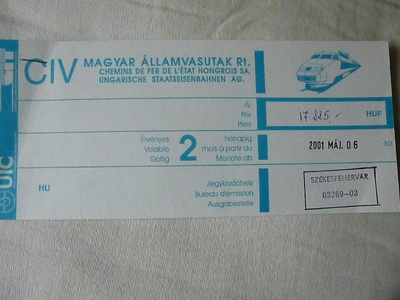 CIV MAGYAR ÁLLAMVASUTAK Rt.
CHEMINS DE FER DE L'ÉTAT HONGROIS SA.
UNGARISCHE STAATSEISENBAHNEN AG.
Ár
Prix
Preis
17 225,- HUF
Érvényes
Valable
Gültig
2
hónapig
mois à partir du
Monate ab
2001 MÁJ. 06
-tól
UIC
HU
Jegykiadóhely
Bureau d'émission
Ausgabestelle
SZÉKESFEHÉRVÁR
03269-03